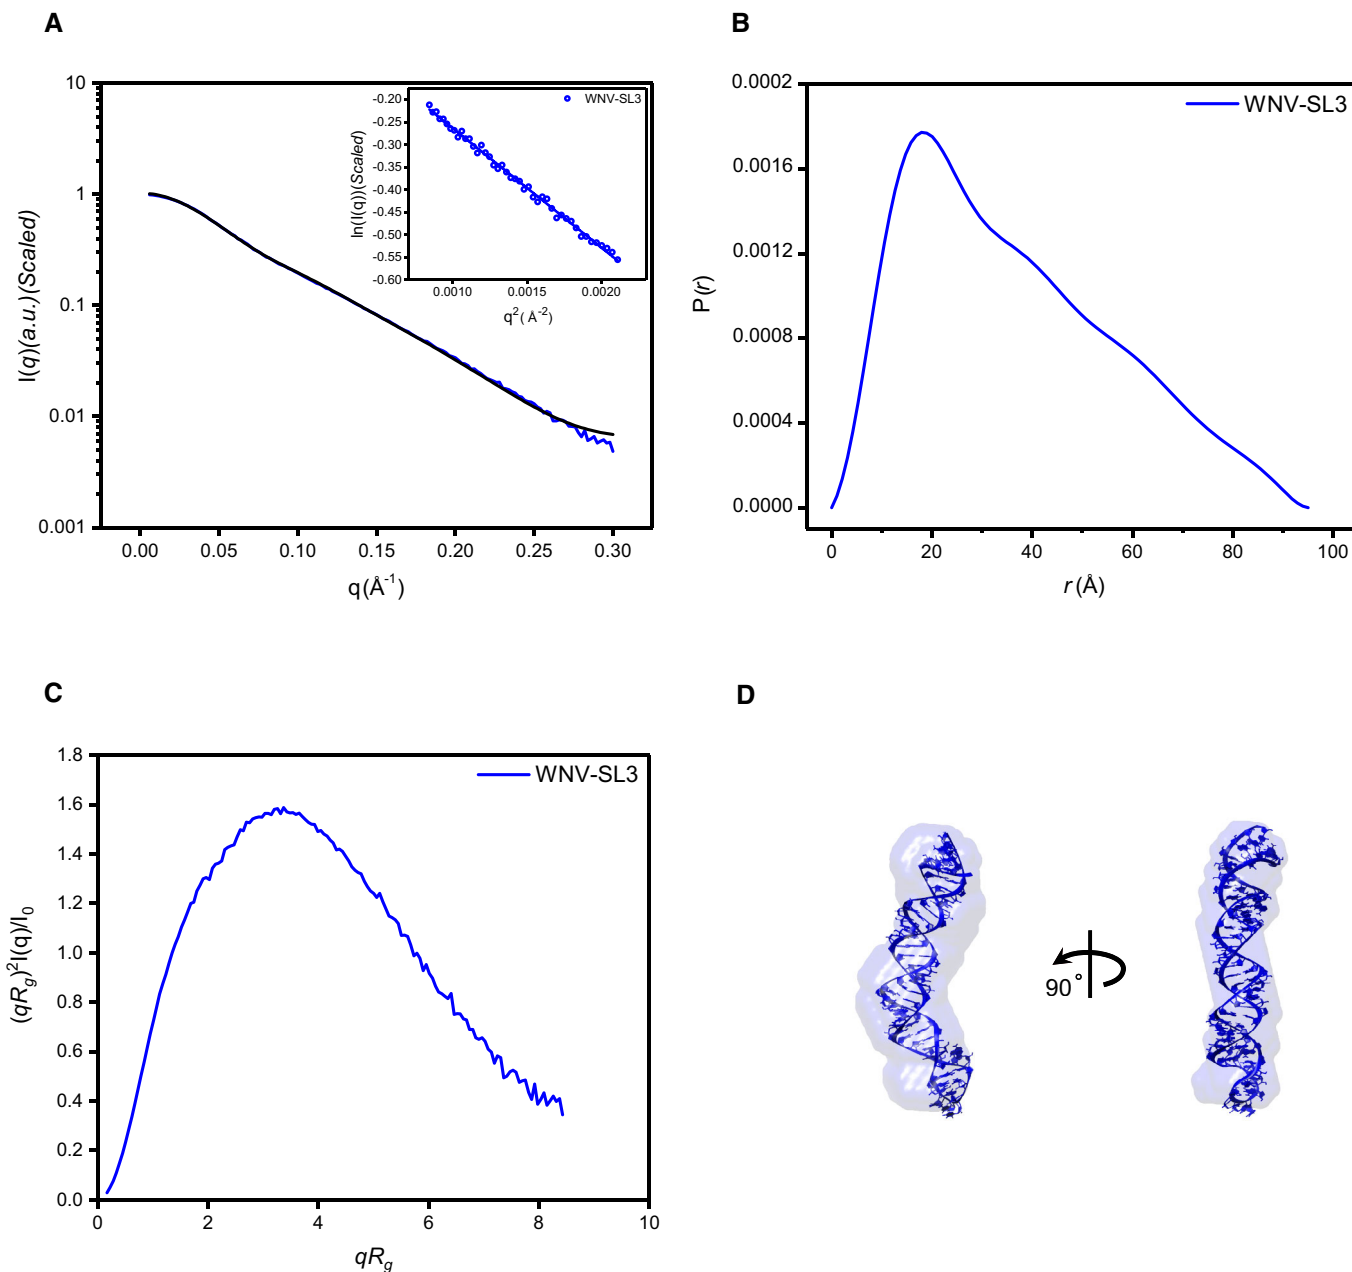 A
10
1
0.1
0.01
0.001
I(q)(a.u.)(Scaled)
0.00 0.05 0.10 0.15 0.20 0.25 0.30
q(Å⁻¹)
WNV-SL3
-0.20
-0.25
-0.30
-0.35
-0.40
-0.45
-0.50
-0.55
-0.60
ln(I(q))(Scaled)
0.0010 0.0015 0.0020
q²(Å⁻²)
B
0.0002
0.0016
0.0012
0.0008
0.0004
0.0000
P(r)
WNV-SL3
0 20 40 60 80 100
r(Å)
C
1.8
1.6
1.4
1.2
1.0
0.8
0.6
0.4
0.2
0.0
(qRg)²I(q)/I₀
WNV-SL3
0 2 4 6 8 10
qRg
D
90°